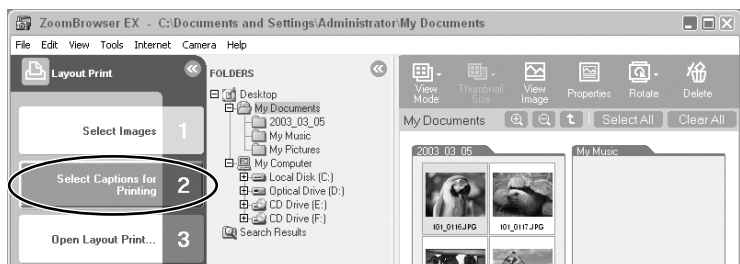 ZoomBrowser EX - C:\Documents and Settings\Administrator\My Documents
File Edit View Tools Internet Camera Help
Layout Print
Select Images 1
Select Captions for Printing 2
Open Layout Print... 3
FOLDERS
Desktop
My Documents
2003_03_05
My Music
My Pictures
My Computer
Local Disk (C:)
Optical Drive (D:)
CD Drive (E:)
CD Drive (F:)
Search Results
View Mode
Thumbnail Size
View Image
Properties
Rotate
Delete
My Documents
Select All
Clear All
2003_03_05
My Music
101_0116.JPG
101_0117.JPG